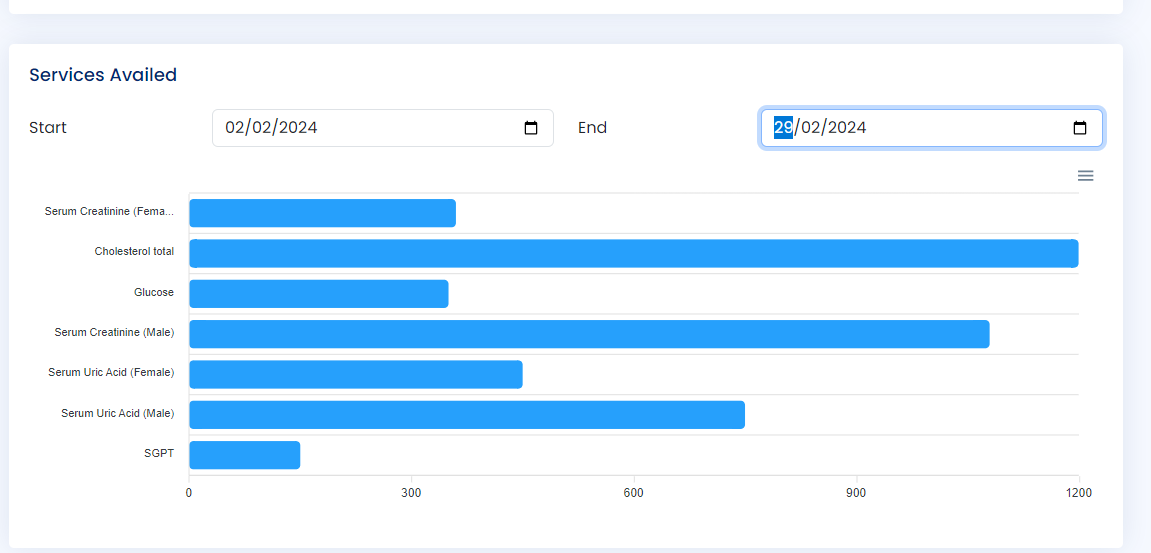 Services Availed
Start 02/02/2024 End 29/02/2024
Serum Creatinine (Fema...
Cholesterol total
Glucose
Serum Creatinine (Male)
Serum Uric Acid (Female)
Serum Uric Acid (Male)
SGPT
0 300 600 900 1200